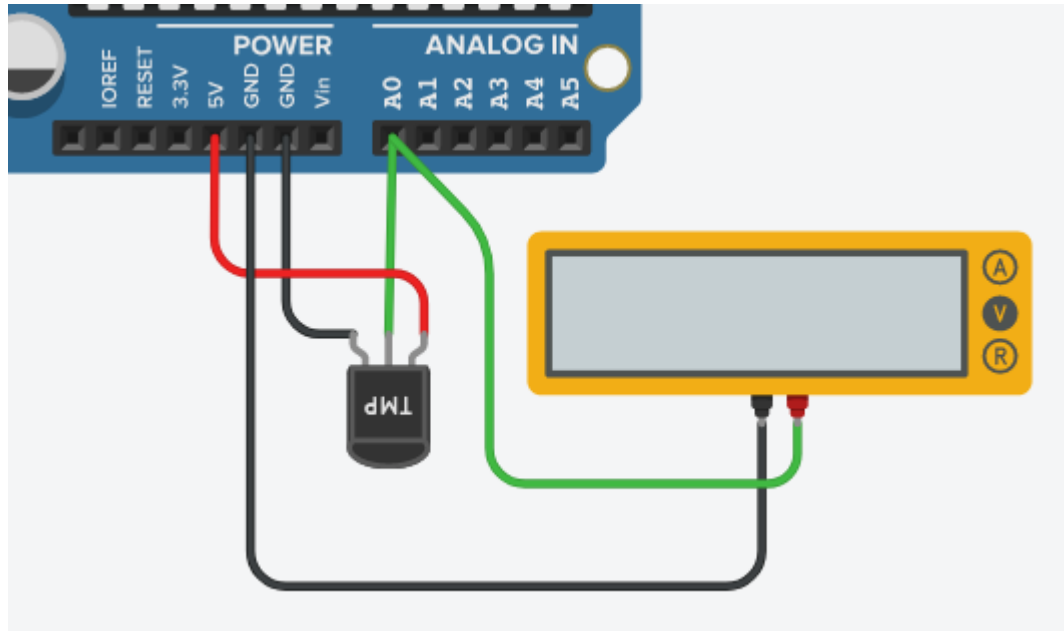 POWER
ANALOG IN
IOREF
RESET
3.3V
5V
GND
GND
Vin
A0
A1
A2
A3
A4
A5
A
V
R
TMP